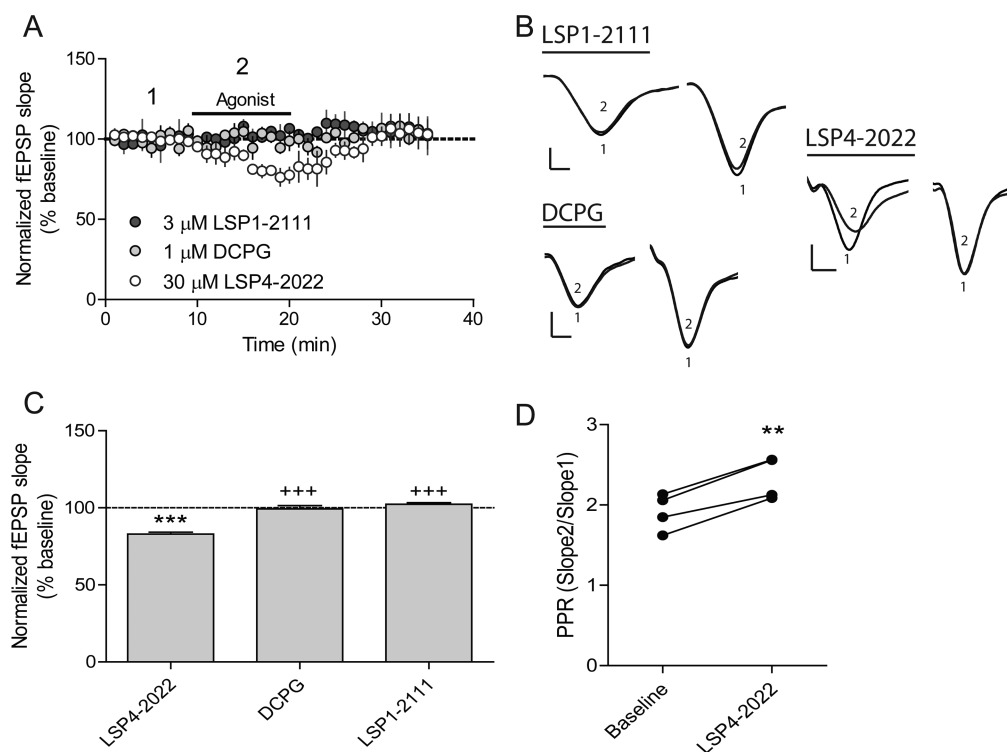 A
Normalized fEPSP slope
(% baseline)
150
100
50
0
1
2
Agonist
3 μM LSP1-2111
1 μM DCPG
30 μM LSP4-2022
0 10 20 30 40
Time (min)
B
LSP1-2111
2
1
2
1
LSP4-2022
2
1
2
1
DCPG
2
1
2
1
C
Normalized fEPSP slope
(% baseline)
150
100
50
0
***
+++
+++
LSP4-2022
DCPG
LSP1-2111
D
PPR (Slope2/Slope1)
3
2
1
0
**
Baseline
LSP4-2022